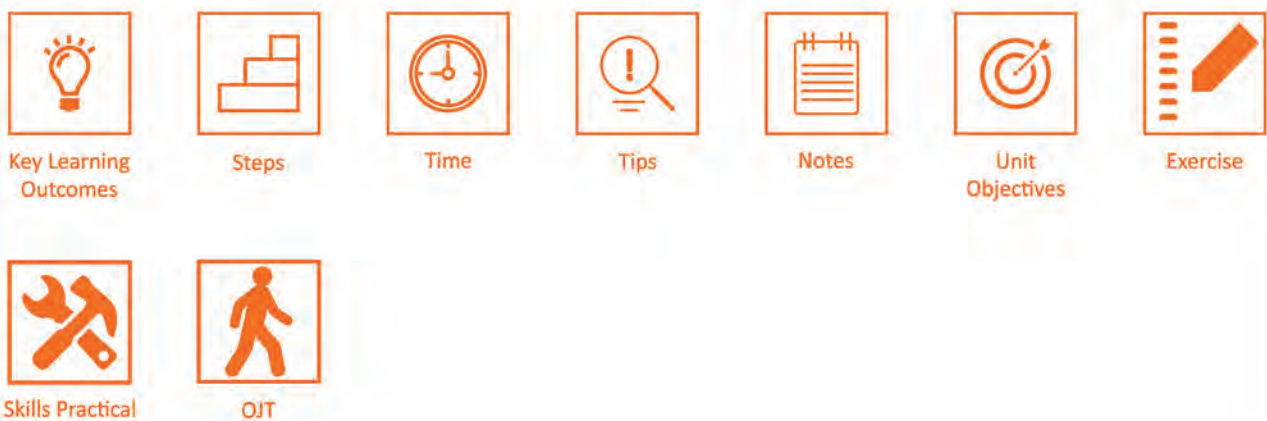 Key Learning
Outcomes
Steps
Time
Tips
Notes
Unit
Objectives
Exercise
Skills Practical
OJT